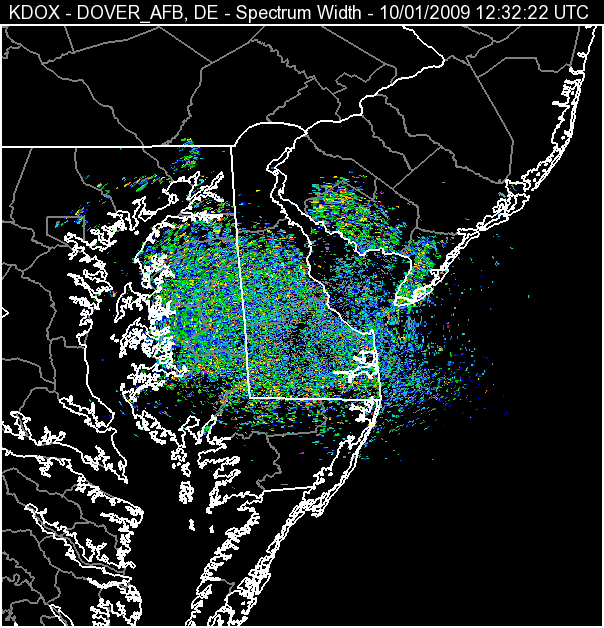 KDOX - DOVER_AFB, DE - Spectrum Width - 10/01/2009 12:32:22 UTC